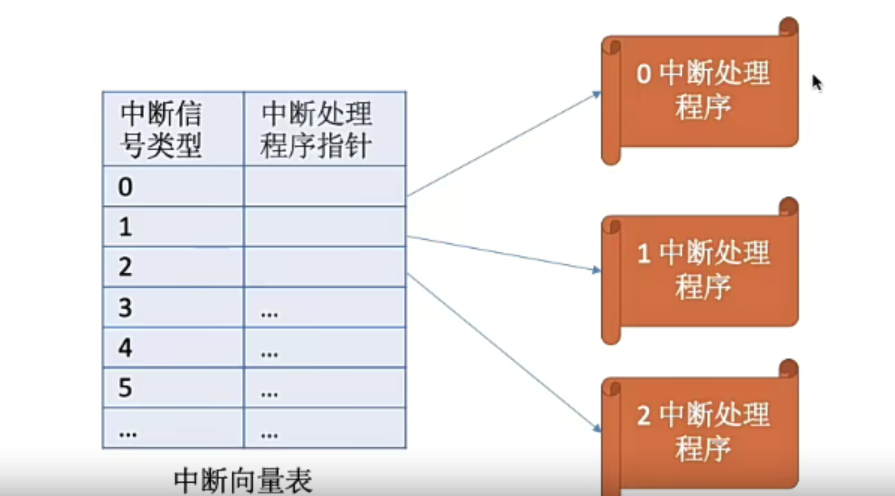 中断信
号类型
中断处理
程序指针
0
1
2
3
...
4
...
5
...
...
...
中断向量表
0 中断处理
程序
1 中断处理
程序
2 中断处理
程序